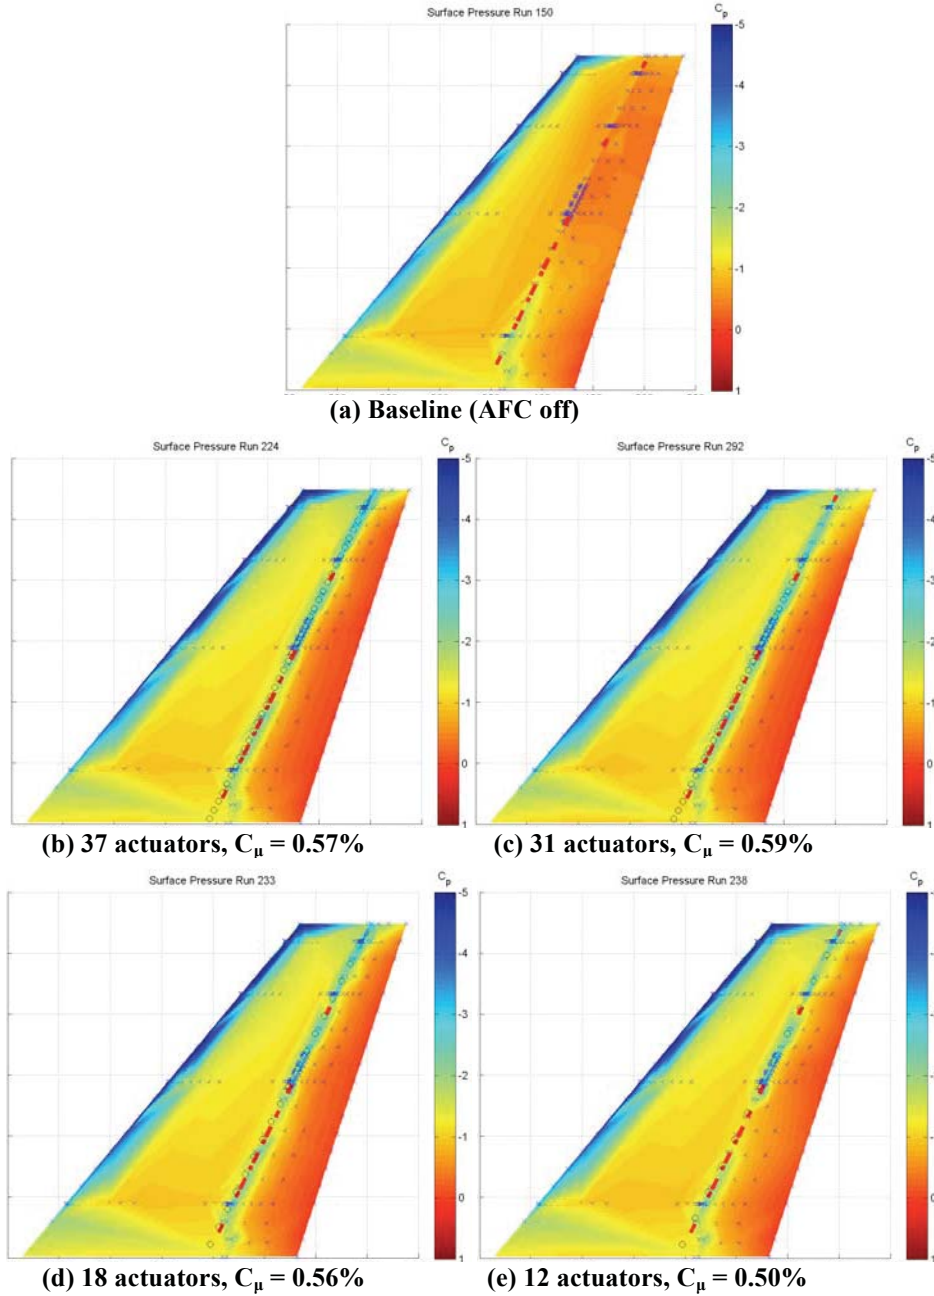 Surface Pressure Run 150
Cp
-5
-4
-3
-2
-1
0
1
(a) Baseline (AFC off)
Surface Pressure Run 224
Cp
-5
-4
-3
-2
-1
0
1
Surface Pressure Run 292
Cp
-5
-4
-3
-2
-1
0
1
(b) 37 actuators, Cμ = 0.57%
(c) 31 actuators, Cμ = 0.59%
Surface Pressure Run 233
Cp
-5
-4
-3
-2
-1
0
1
Surface Pressure Run 238
Cp
-5
-4
-3
-2
-1
0
1
(d) 18 actuators, Cμ = 0.56%
(e) 12 actuators, Cμ = 0.50%